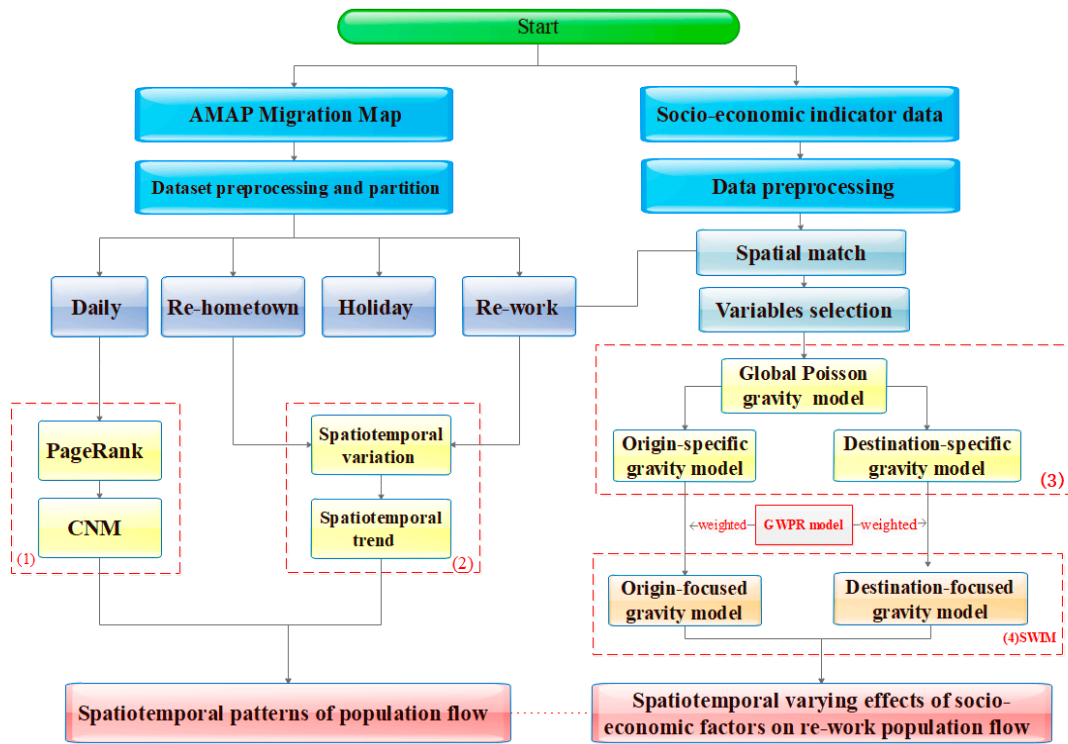 Start
AMAP Migration Map
Socio-economic indicator data
Dataset preprocessing and partition
Data preprocessing
Spatial match
Daily
Re-hometown
Holiday
Re-work
Variables selection
Global Poisson
gravity model
PageRank
CNM
(1)
Spatiotemporal
variation
Spatiotemporal
trend
(2)
Origin-specific
gravity model
Destination-specific
gravity model
(3)
weighted
GWPR model
weighted
Origin-focused
gravity model
Destination-focused
gravity model
(4)SWIM
Spatiotemporal patterns of population flow
Spatiotemporal varying effects of socio-
economic factors on re-work population flow